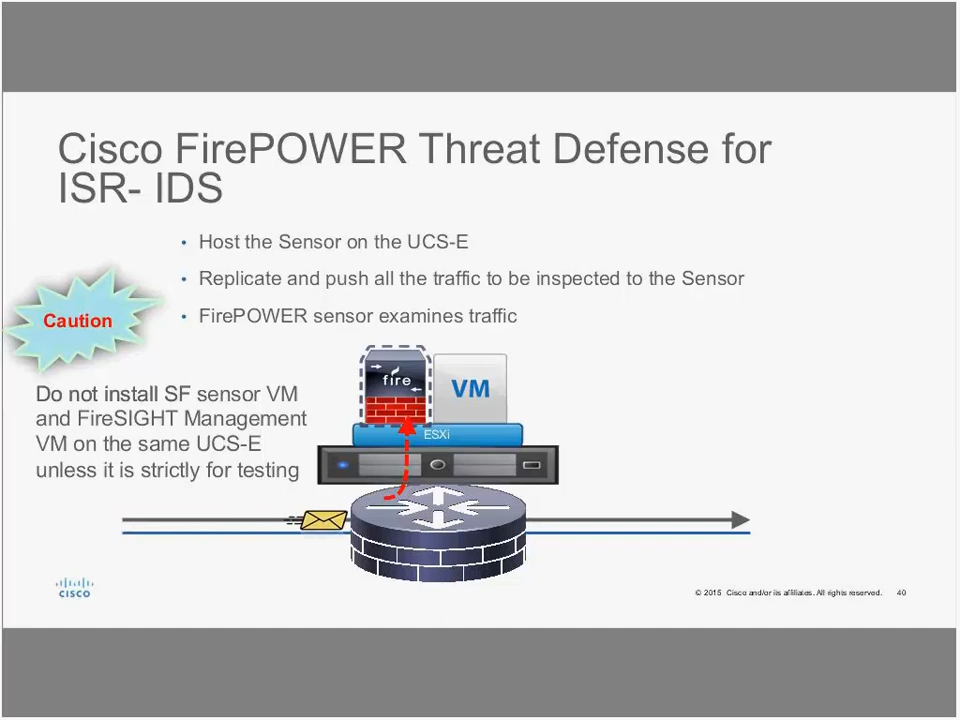 Cisco FirePOWER Threat Defense for
ISR- IDS
• Host the Sensor on the UCS-E
• Replicate and push all the traffic to be inspected to the Sensor
• FirePOWER sensor examines traffic
Caution
Do not install SF sensor VM
and FireSIGHT Management
VM on the same UCS-E
unless it is strictly for testing
fire
VM
ESXi
CISCO
© 2015 Cisco and/or its affiliates. All rights reserved. 40